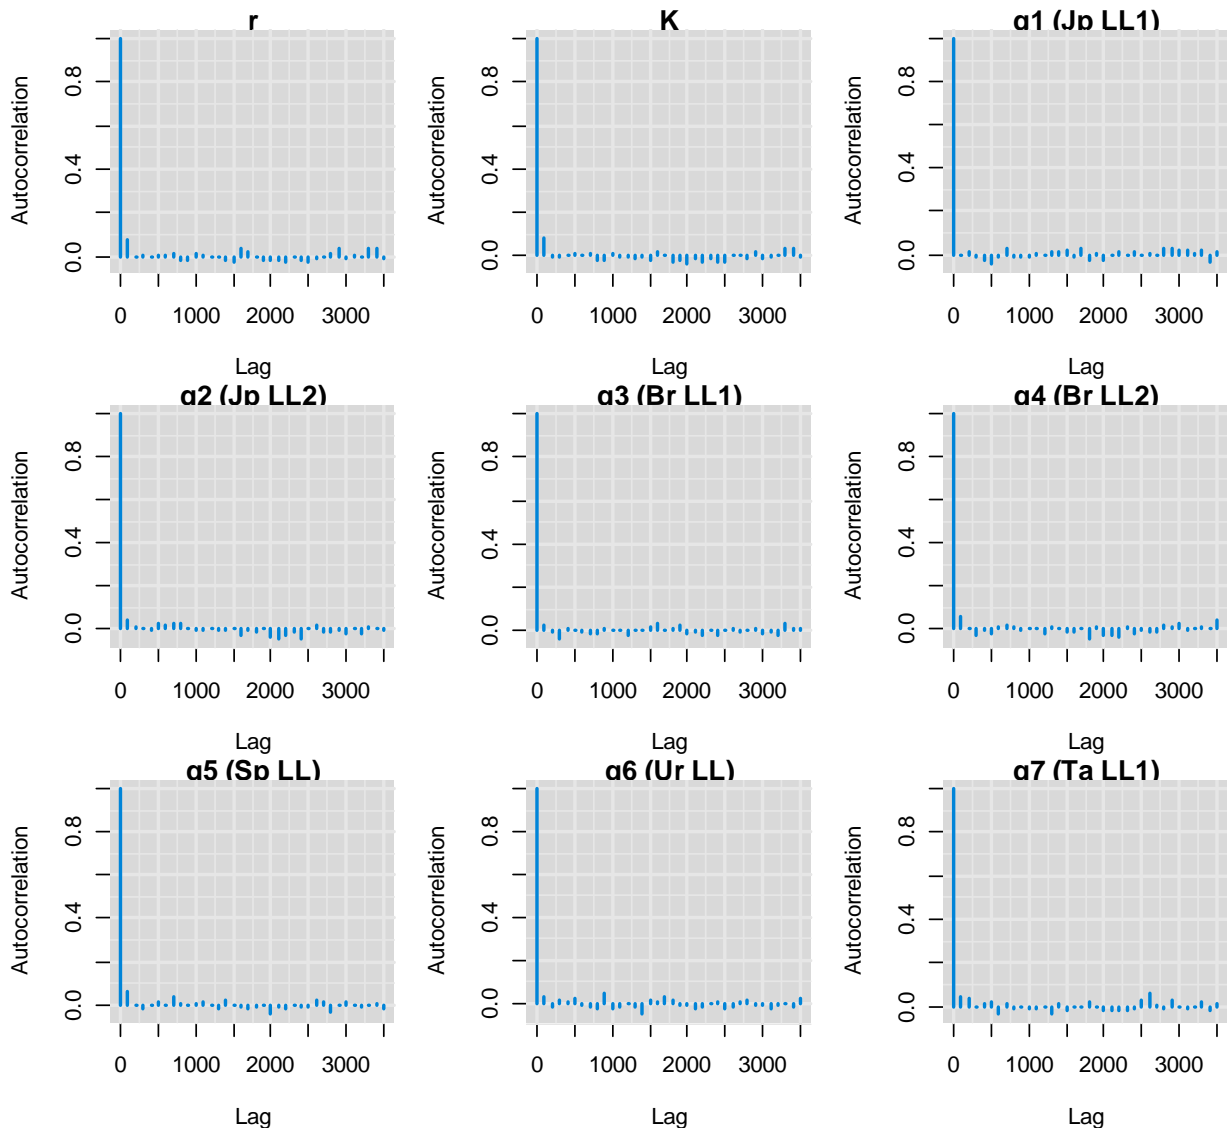 r
K
q1 (Jp LL1)
Autocorrelation
0.8
0.4
0.0
Autocorrelation
0.8
0.4
0.0
Autocorrelation
0.8
0.4
0.0
0 1000 2000 3000
0 1000 2000 3000
0 1000 2000 3000
Lag
Lag
Lag
q2 (Jp LL2)
q3 (Br LL1)
q4 (Br LL2)
Autocorrelation
0.8
0.4
0.0
Autocorrelation
0.8
0.4
0.0
Autocorrelation
0.8
0.4
0.0
0 1000 2000 3000
0 1000 2000 3000
0 1000 2000 3000
Lag
Lag
Lag
q5 (Sp LL)
q6 (Ur LL)
q7 (Ta LL1)
Autocorrelation
0.8
0.4
0.0
Autocorrelation
0.8
0.4
0.0
Autocorrelation
0.8
0.4
0.0
0 1000 2000 3000
0 1000 2000 3000
0 1000 2000 3000
Lag
Lag
Lag